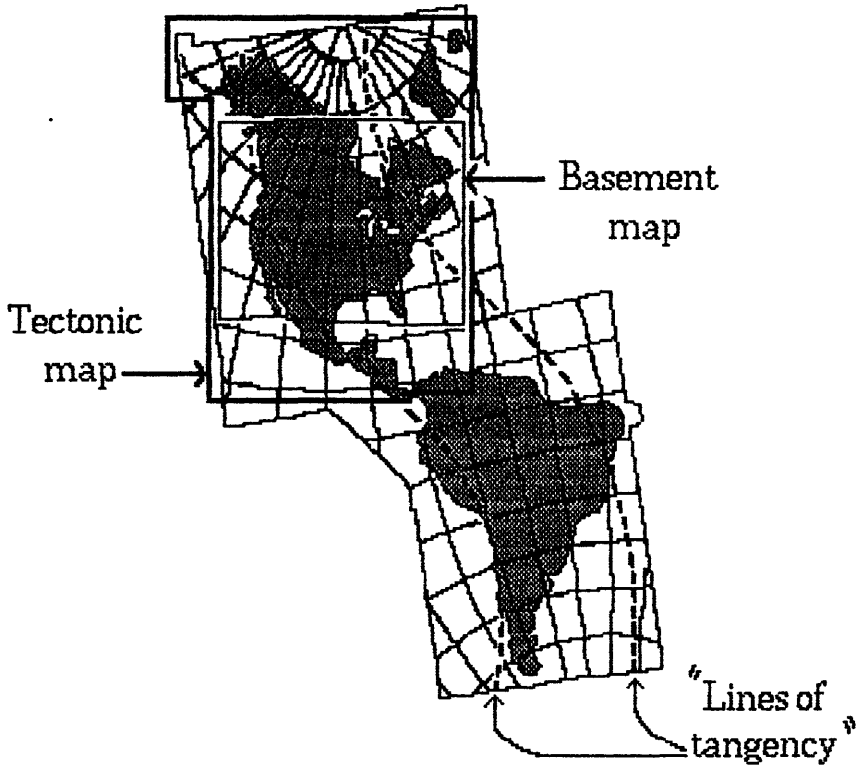 Basement
map
Tectonic
map
"Lines of
tangency"